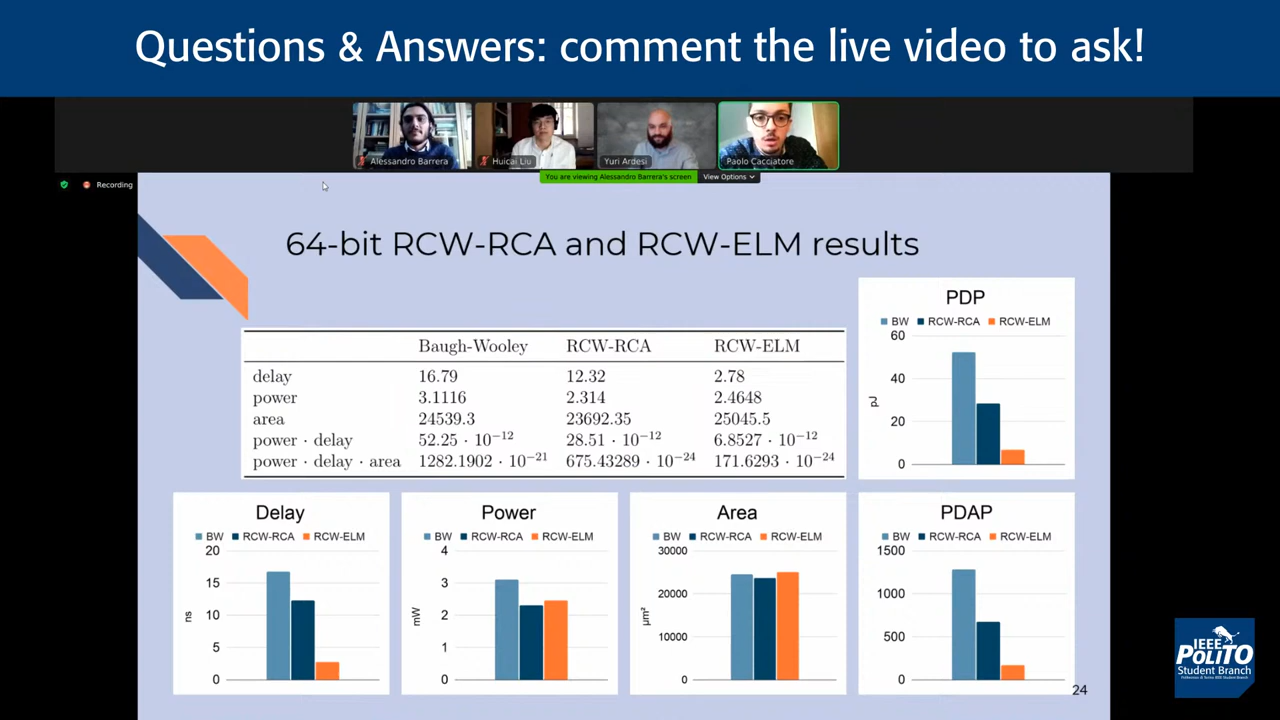 Questions & Answers: comment the live video to ask!
Alessandro Barrera
Huicai Liu
Yuri Ardesi
Paolo Cacciatore
Recording
You are viewing Alessandro Barrera's screen
View Options
64-bit RCW-RCA and RCW-ELM results
Baugh-Wooley RCW-RCA RCW-ELM
delay 16.79 12.32 2.78
power 3.1116 2.314 2.4648
area 24539.3 23692.35 25045.5
power · delay 52.25 · 10⁻¹² 28.51 · 10⁻¹² 6.8527 · 10⁻¹²
power · delay · area 1282.1902 · 10⁻²¹ 675.43289 · 10⁻²⁴ 171.6293 · 10⁻²⁴
PDP
BW RCW-RCA RCW-ELM
60
40
20
0
pJ
Delay
BW RCW-RCA RCW-ELM
20
15
10
5
0
ns
Power
BW RCW-RCA RCW-ELM
4
3
2
1
0
mW
Area
BW RCW-RCA RCW-ELM
30000
20000
10000
0
µm²
PDAP
BW RCW-RCA RCW-ELM
1500
1000
500
0
24
IEEE
POLITO
Student Branch
Politecnico di Torino IEEE Student Branch